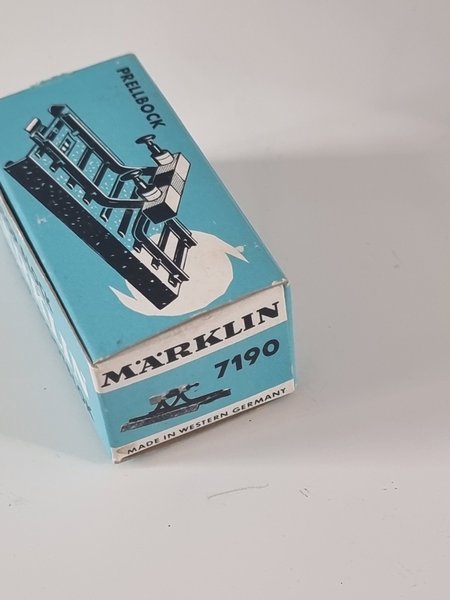 PRELLBOCK
MÄRKLIN
7190
MADE IN WESTERN GERMANY